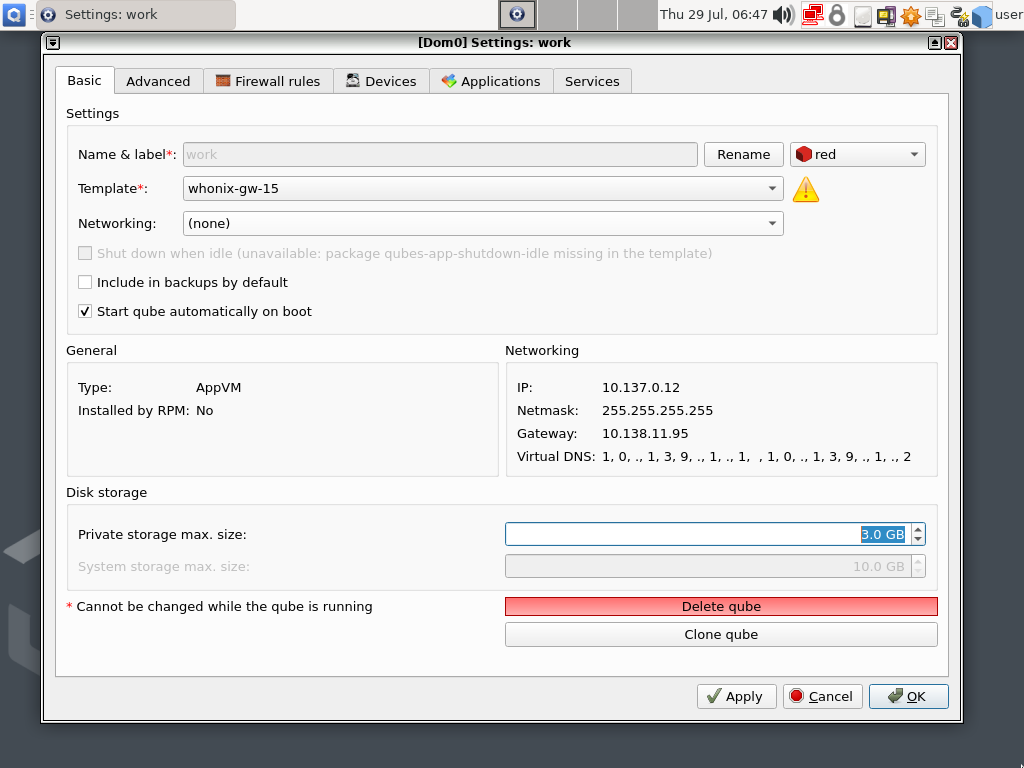 Settings: work
Thu 29 Jul, 06:47
user
[Dom0] Settings: work
Basic
Advanced
Firewall rules
Devices
Applications
Services
Settings
Name & label*: work Rename red
Template*: whonix-gw-15
Networking: (none)
Shut down when idle (unavailable: package qubes-app-shutdown-idle missing in the template)
Include in backups by default
Start qube automatically on boot
General
Type: AppVM
Installed by RPM: No
Networking
IP: 10.137.0.12
Netmask: 255.255.255.255
Gateway: 10.138.11.95
Virtual DNS: 1, 0, ., 1, 3, 9, ., 1, ., 1,  , 1, 0, ., 1, 3, 9, ., 1, ., 2
Disk storage
Private storage max. size: 3.0 GB
System storage max. size: 10.0 GB
* Cannot be changed while the qube is running
Delete qube
Clone qube
Apply
Cancel
OK